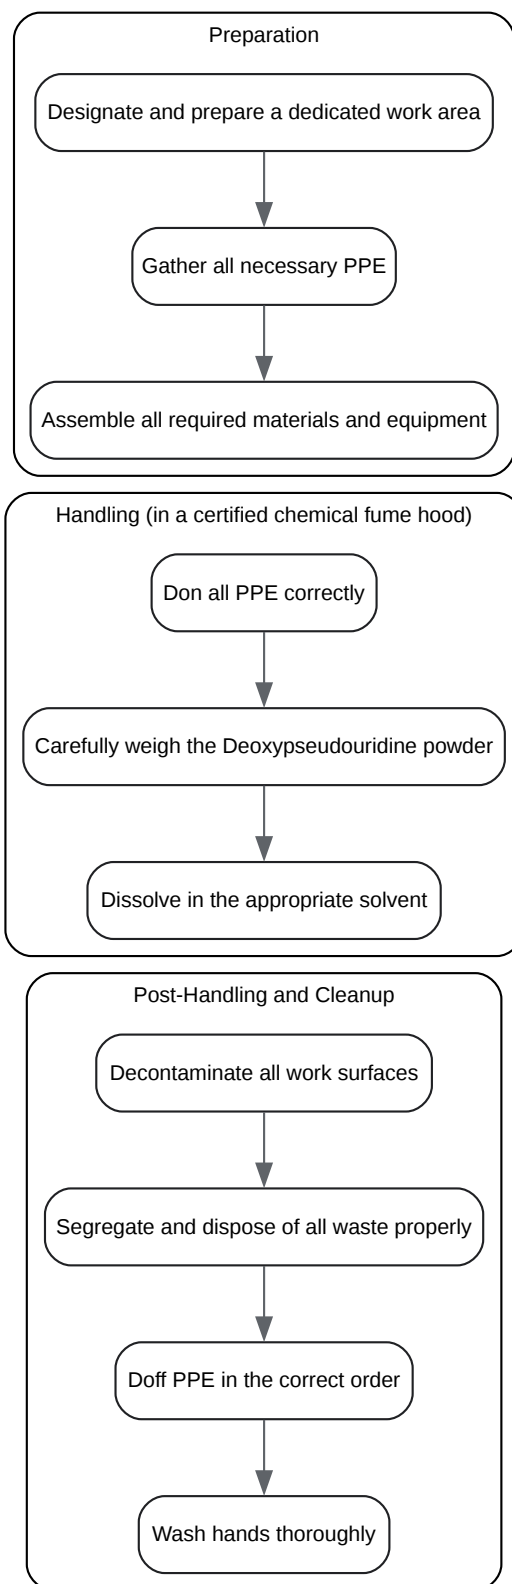 Preparation
Designate and prepare a dedicated work area
Gather all necessary PPE
Assemble all required materials and equipment
Handling (in a certified chemical fume hood)
Don all PPE correctly
Carefully weigh the Deoxypseudouridine powder
Dissolve in the appropriate solvent
Post-Handling and Cleanup
Decontaminate all work surfaces
Segregate and dispose of all waste properly
Doff PPE in the correct order
Wash hands thoroughly